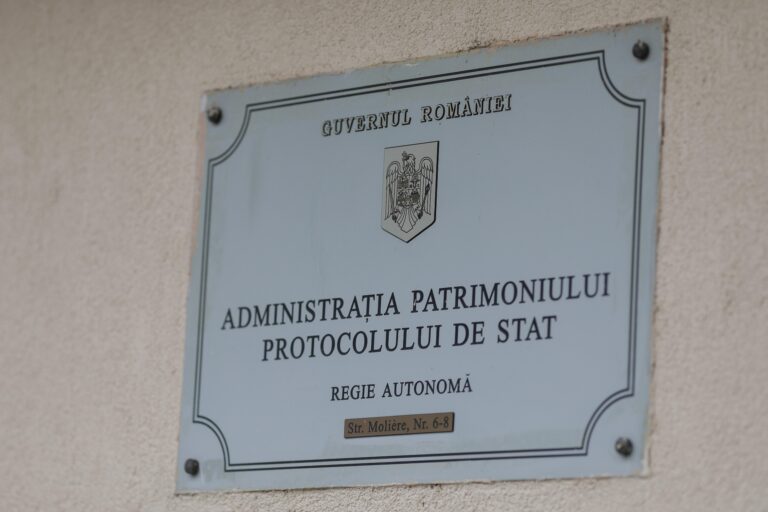 GUVERNUL ROMÂNIEI
ADMINISTRAȚIA PATRIMONIULUI
PROTOCOLULUI DE STAT
REGIE AUTONOMĂ
Str. Molière, Nr. 6-8